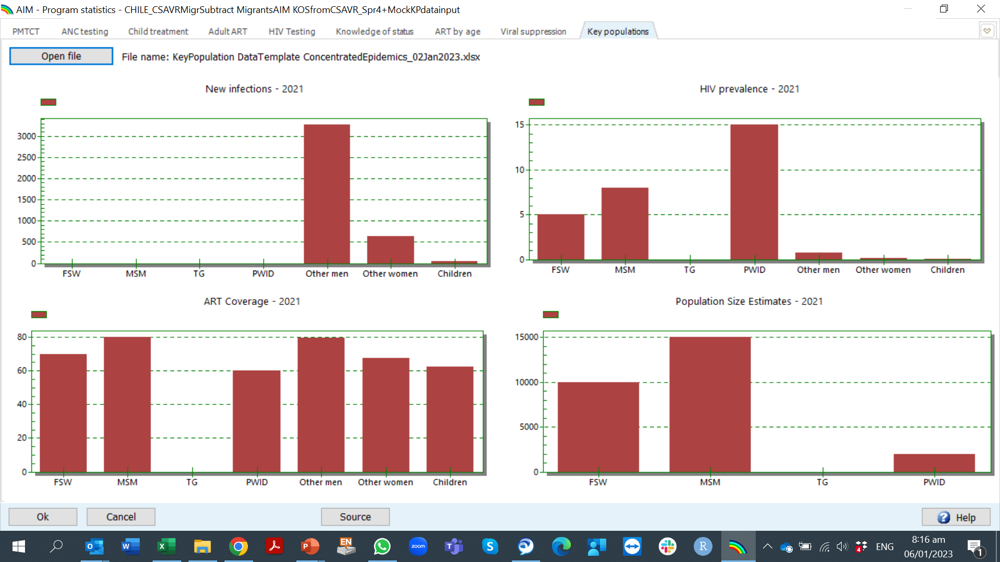 AIM - Program statistics - CHILE_CSAVRMigrSubtract MigrantsAIM KOSfromCSAVR_Spr4+MockKPdatainput
PMTCT ANC testing Child treatment Adult ART HIV Testing Knowledge of status ART by age Viral suppression Key populations
Open file File name: KeyPopulation DataTemplate ConcentratedEpidemics_02Jan2023.xlsx
New infections - 2021
3000
2500
2000
1500
1000
500
0
FSW MSM TG PWID Other men Other women Children
HIV prevalence - 2021
15
10
5
0
FSW MSM TG PWID Other men Other women Children
ART Coverage - 2021
80
60
40
20
0
FSW MSM TG PWID Other men Other women Children
Population Size Estimates - 2021
15000
10000
5000
0
FSW MSM TG PWID
Ok Cancel Source Help
EN
zoom
4
ENG
8:16 am
06/01/2023
1